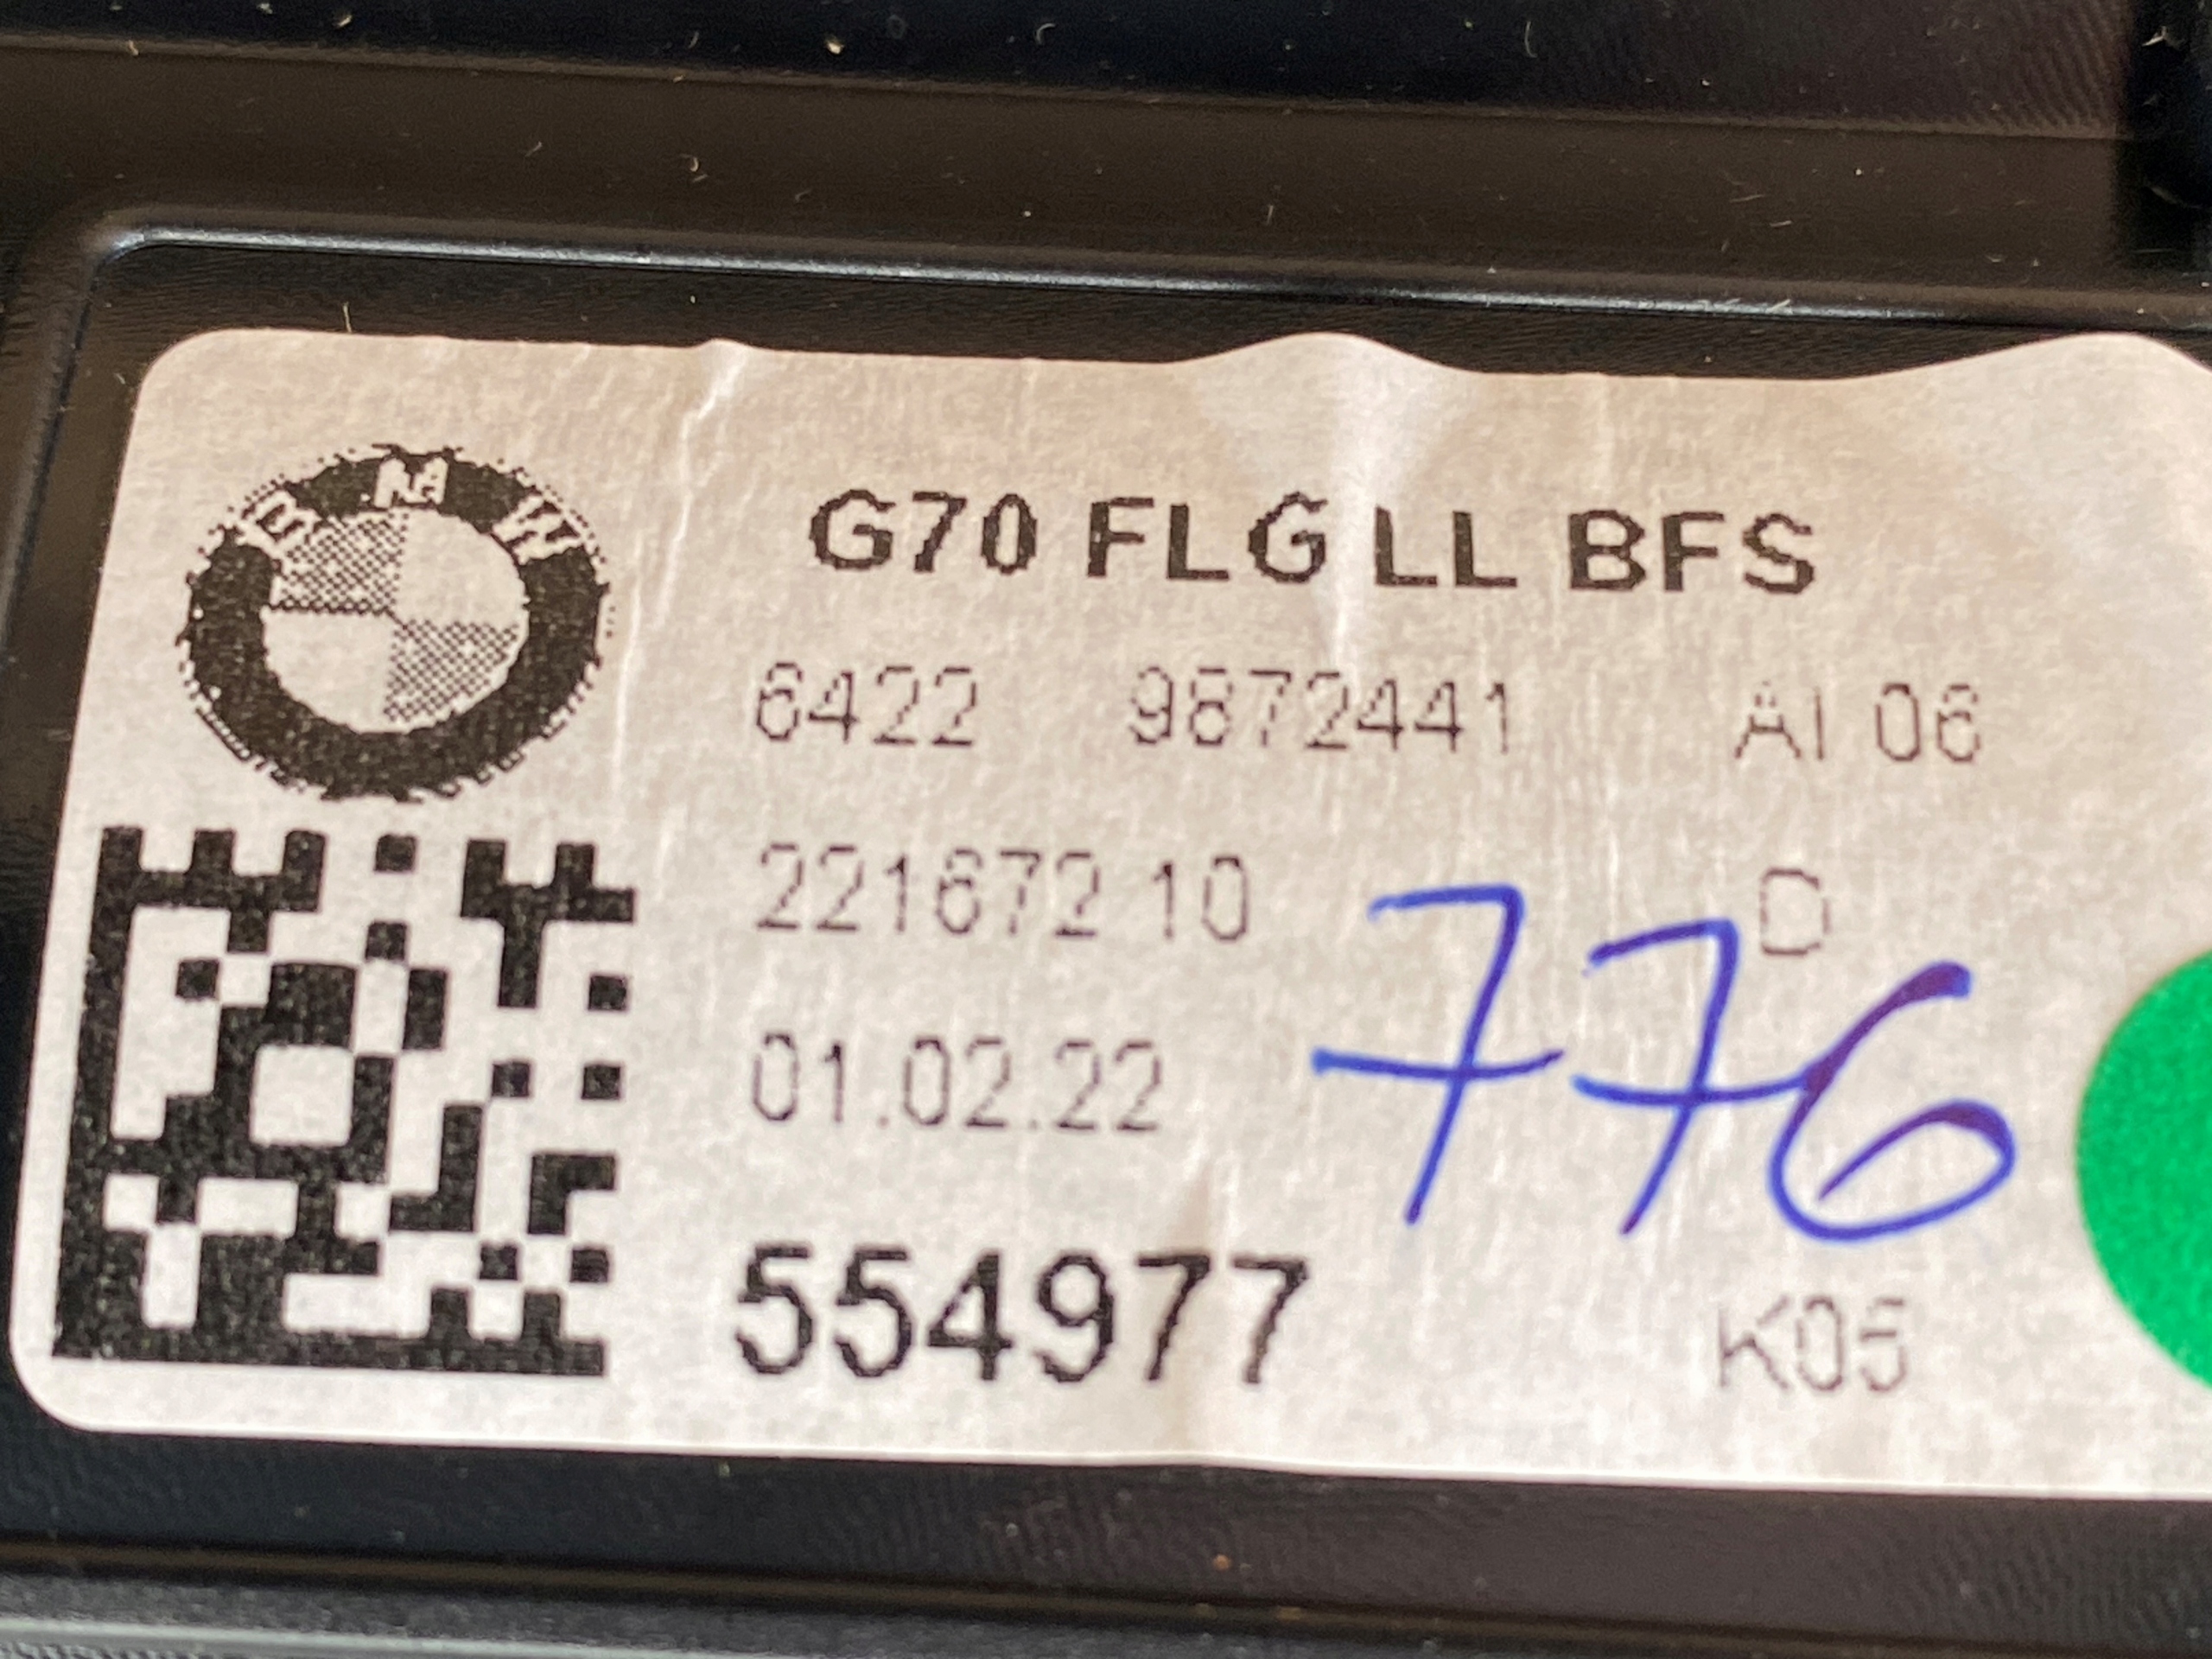 BMW
G70 FLG LL BFS
6422 9872441 AI 06
221672 10 D
776
01.02.22
554977
K05